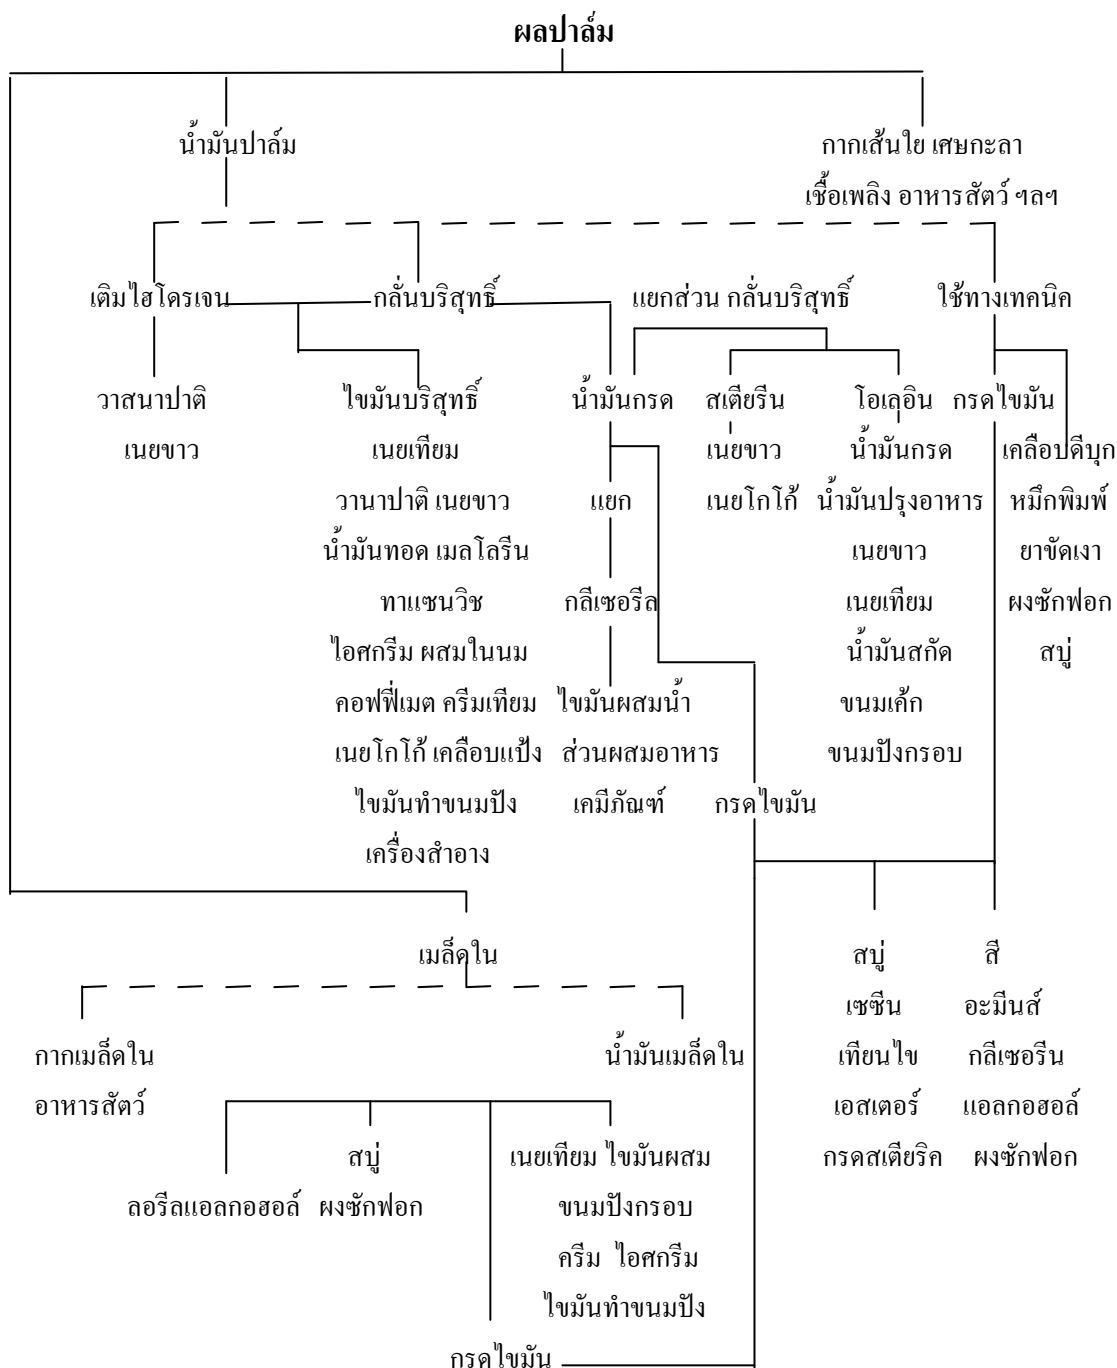 ผลปาล์ม
น้ำมันปาล์ม
กากเส้นใย เศษกะลา
เชื้อเพลิง อาหารสัตว์ ฯลฯ
เติมไฮโดรเจน
กลั่นบริสุทธิ์
แยกส่วน กลั่นบริสุทธิ์
ใช้ทางเทคนิค
วาสนาปาติ
เนยขาว
ไขมันบริสุทธิ์
เนยเทียม
วานาปาติ เนยขาว
น้ำมันทอด เมลโลรีน
ทาแซนวิช
ไอศกรีม ผสมในนม
คอฟฟี่เมต ครีมเทียม
เนยโกโก้ เคลือบแป้ง
ไขมันทำขนมปัง
เครื่องสำอาง
น้ำมันกรด
แยก
กลีเซอรีล
ไขมันผสมน้ำ
ส่วนผสมอาหาร
เคมีภัณฑ์
สเตียรีน
เนยขาว
เนยโกโก้
โอเลอิน
น้ำมันกรด
น้ำมันปรุงอาหาร
เนยขาว
เนยเทียม
น้ำมันสกัด
ขนมเค้ก
ขนมปังกรอบ
กรดไขมัน
เคลือบดีบุก
หมึกพิมพ์
ยาขัดเงา
ผงซักฟอก
สบู่
กรดไขมัน
สบู่
เซซีน
เทียนไข
เอสเตอร์
กรดสเตียริค
สี
อะมีนส์
กลีเซอรีน
แอลกอฮอล์
ผงซักฟอก
เมล็ดใน
กากเมล็ดใน
อาหารสัตว์
น้ำมันเมล็ดใน
ลอรีลแอลกอฮอล์
สบู่
ผงซักฟอก
เนยเทียม ไขมันผสม
ขนมปังกรอบ
ครีม ไอศกรีม
ไขมันทำขนมปัง
กรดไขมัน